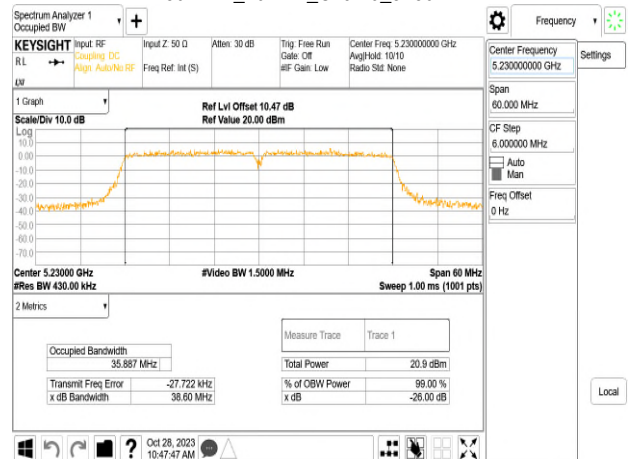 Spectrum Analyzer 1
Occupied BW
Frequency
KEYSIGHT
Input: RF
Coupling: DC
Align: Auto/No RF
Input Z: 50 Ω
Freq Ref: Int (S)
Atten: 30 dB
Trig: Free Run
Gate: Off
#IF Gain: Low
Center Freq: 5.230000000 GHz
Avg|Hold: 10/10
Radio Std: None
RL
LXI
Center Frequency
5.230000000 GHz
Settings
Span
60.000 MHz
CF Step
6.000000 MHz
Auto
Man
Freq Offset
0 Hz
Local
1 Graph
Scale/Div 10.0 dB
Ref Lvl Offset 10.47 dB
Ref Value 20.00 dBm
Log
10.0
0.00
-10.0
-20.0
-30.0
-40.0
-50.0
-60.0
-70.0
Center 5.23000 GHz
#Video BW 1.5000 MHz
Span 60 MHz
#Res BW 430.00 kHz
Sweep 1.00 ms (1001 pts)
2 Metrics
Measure Trace
Trace 1
Occupied Bandwidth
35.887 MHz
Total Power
20.9 dBm
Transmit Freq Error
-27.722 kHz
% of OBW Power
99.00 %
x dB Bandwidth
38.60 MHz
x dB
-26.00 dB
?
Oct 28, 2023
10:47:47 AM